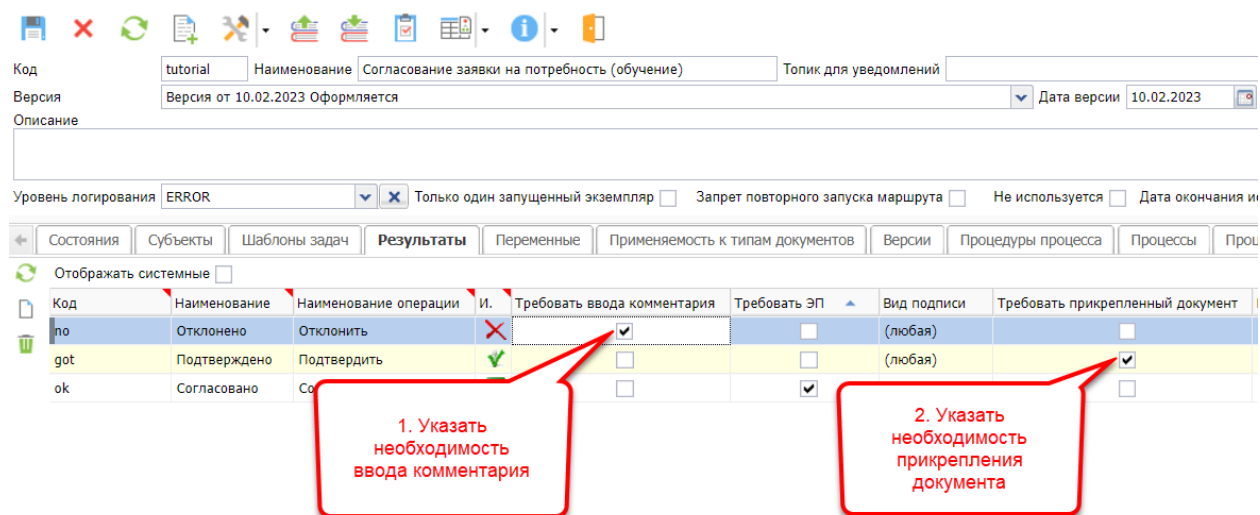 Код tutorial Наименование Согласование заявки на потребность (обучение) Топик для уведомлений
Версия Версия от 10.02.2023 Оформляется Дата версии 10.02.2023
Описание
Уровень логирования ERROR Только один запущенный экземпляр Запрет повторного запуска маршрута Не используется Дата окончания ис
Состояния Субъекты Шаблоны задач Результаты Переменные Применяемость к типам документов Версии Процедуры процесса Процессы Проц
Отображать системные
Код Наименование Наименование операции И. Требовать ввода комментария Требовать ЭП Вид подписи Требовать прикрепленный документ
no Отклонено Отклонить (любая)
got Подтверждено Подтвердить (любая)
ok Согласовано Со
1. Указать
необходимость
ввода комментария
2. Указать
необходимость
прикрепления
документа